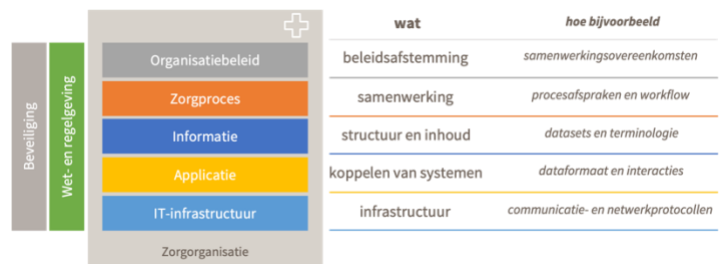 wat hoe bijvoorbeeld
Beveiliging
Wet- en regelgeving
Organisatiebeleid beleidsafstemming samenwerkingsovereenkomsten
Zorgproces samenwerking procesafspraken en workflow
Informatie structuur en inhoud datasets en terminologie
Applicatie koppelen van systemen dataformaat en interacties
IT-infrastructuur infrastructuur communicatie- en netwerkprotocollen
Zorgorganisatie